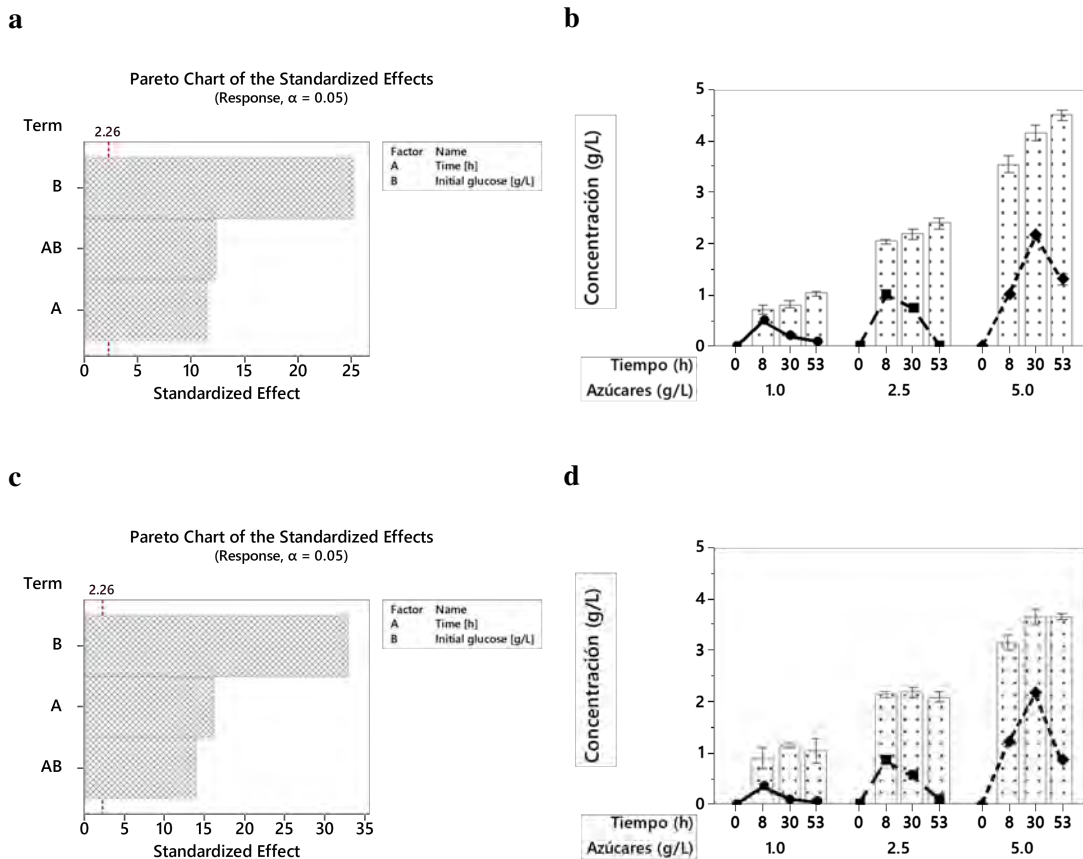 a
Pareto Chart of the Standardized Effects
(Response, α = 0.05)
Term
2.26
Factor Name
A Time [h]
B Initial glucose [g/L]
B
AB
A
0 5 10 15 20 25
Standardized Effect
b
Concentración (g/L)
5
4
3
2
1
0
Tiempo (h) 0 8 30 53 0 8 30 53 0 8 30 53
Azúcares (g/L) 1.0 2.5 5.0
c
Pareto Chart of the Standardized Effects
(Response, α = 0.05)
Term
2.26
Factor Name
A Time [h]
B Initial glucose [g/L]
B
A
AB
0 5 10 15 20 25 30 35
Standardized Effect
d
Concentración (g/L)
5
4
3
2
1
0
Tiempo (h) 0 8 30 53 0 8 30 53 0 8 30 53
Azúcares (g/L) 1.0 2.5 5.0